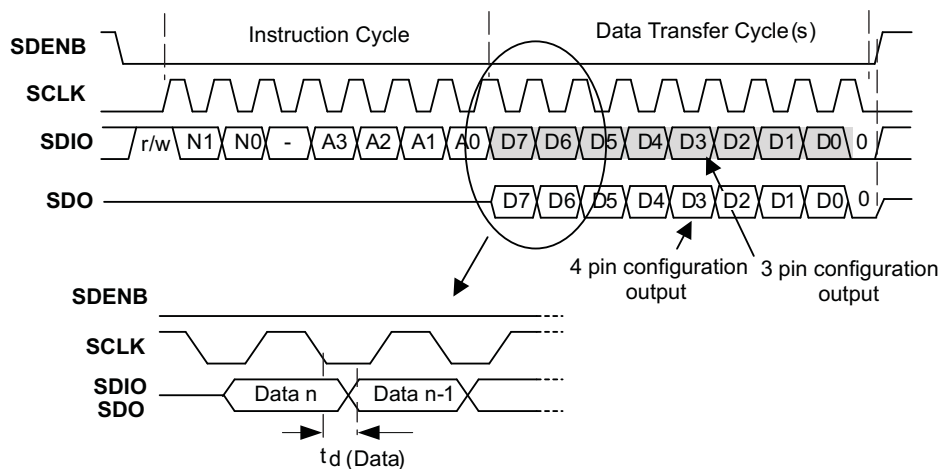 Instruction Cycle Data Transfer Cycle(s)
SDENB
SCLK
SDIO r/w N1 N0 - A3 A2 A1 A0 D7 D6 D5 D4 D3 D2 D1 D0 0
SDO D7 D6 D5 D4 D3 D2 D1 D0 0
4 pin configuration output
3 pin configuration output
SDENB
SCLK
SDIO
SDO
Data n Data n-1
td (Data)